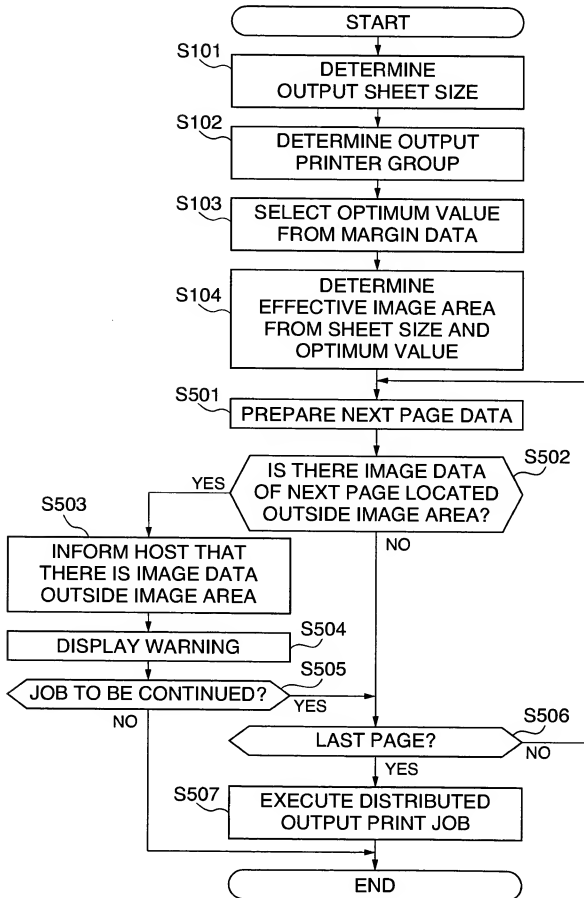 START
S101
DETERMINE
OUTPUT SHEET SIZE
S102
DETERMINE OUTPUT
PRINTER GROUP
S103
SELECT OPTIMUM VALUE
FROM MARGIN DATA
S104
DETERMINE
EFFECTIVE IMAGE AREA
FROM SHEET SIZE AND
OPTIMUM VALUE
S501
PREPARE NEXT PAGE DATA
S502
IS THERE IMAGE DATA
OF NEXT PAGE LOCATED
OUTSIDE IMAGE AREA?
YES
NO
S503
INFORM HOST THAT
THERE IS IMAGE DATA
OUTSIDE IMAGE AREA
S504
DISPLAY WARNING
S505
JOB TO BE CONTINUED?
YES
NO
S506
LAST PAGE?
NO
YES
S507
EXECUTE DISTRIBUTED
OUTPUT PRINT JOB
END